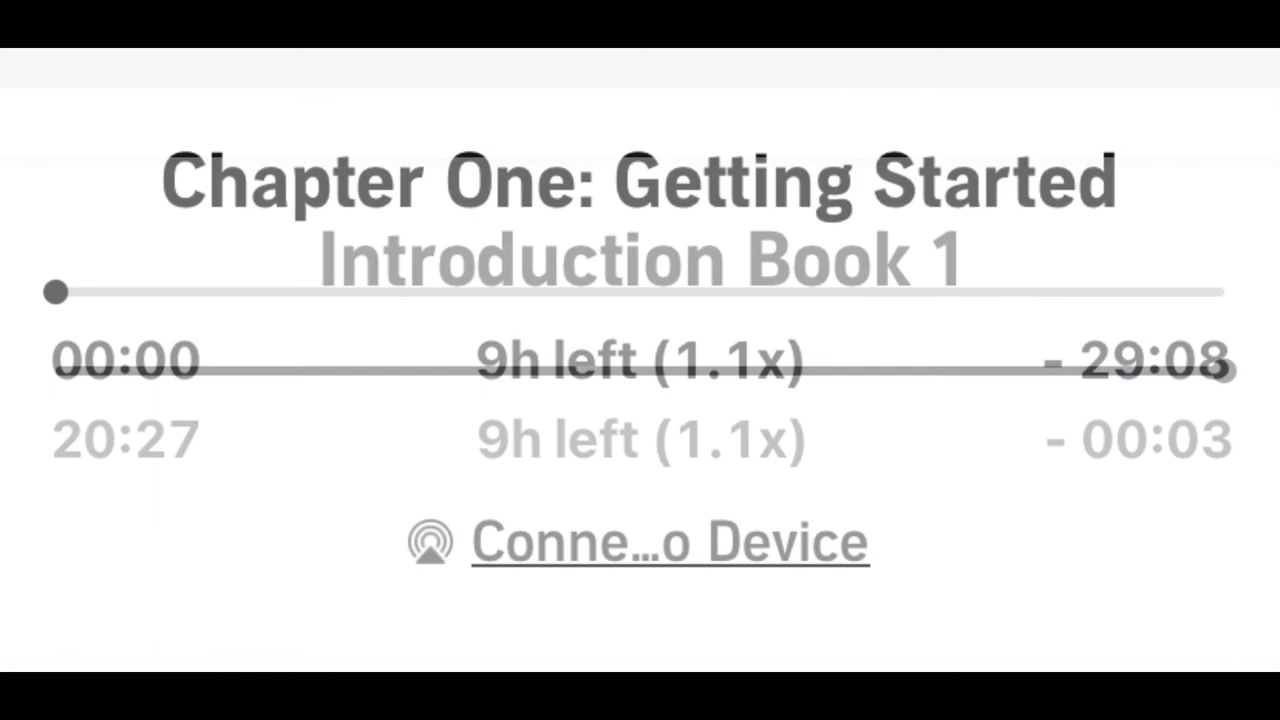 Chapter One: Getting Started
Introduction Book 1
00:00 9h left (1.1x) - 29:08
20:27 9h left (1.1x) - 00:03
Conne...o Device